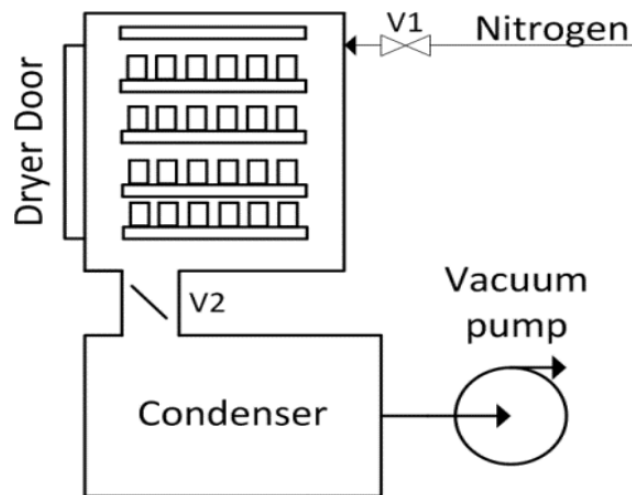 V1
Nitrogen
Dryer Door
V2
Vacuum
pump
Condenser